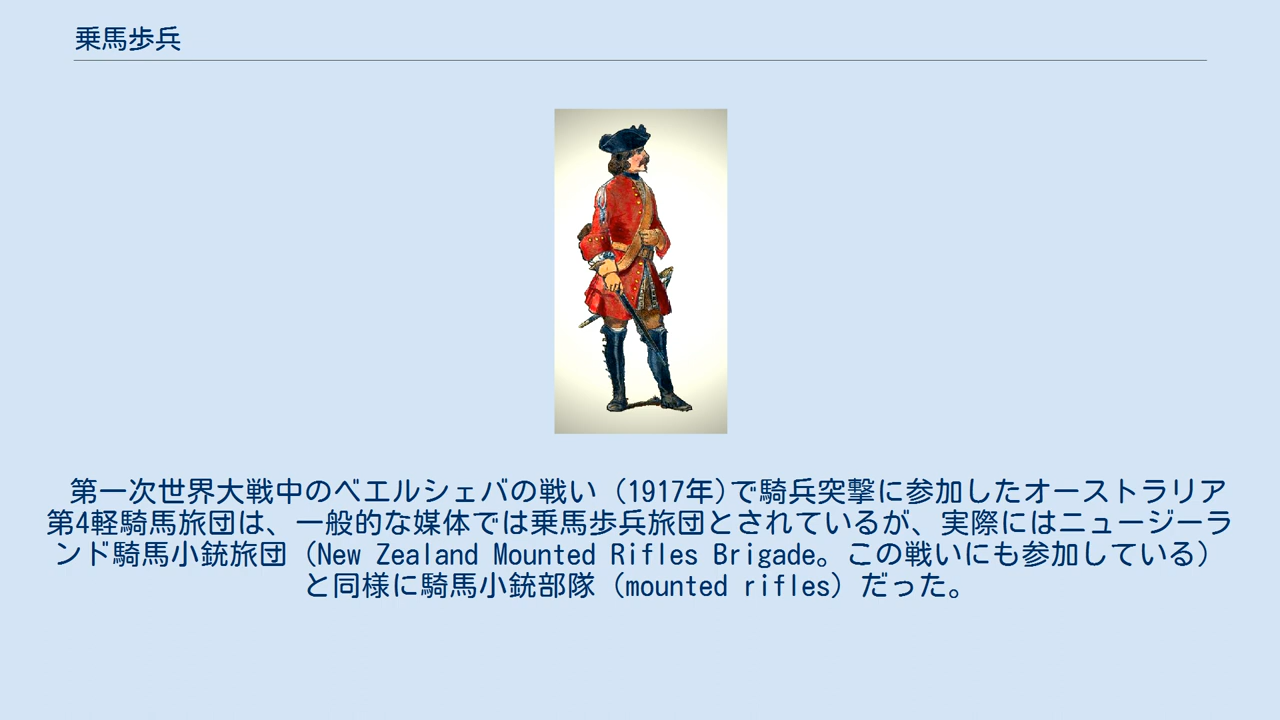 乗馬歩兵
第一次世界大戦中のベエルシェバの戦い (1917年)で騎兵突撃に参加したオーストラリア
第4軽騎馬旅団は、一般的な媒体では乗馬歩兵旅団とされているが、実際にはニュージーラ
ンド騎馬小銃旅団 (New Zealand Mounted Rifles Brigade。この戦いにも参加している)
と同様に騎馬小銃部隊 (mounted rifles) だった。